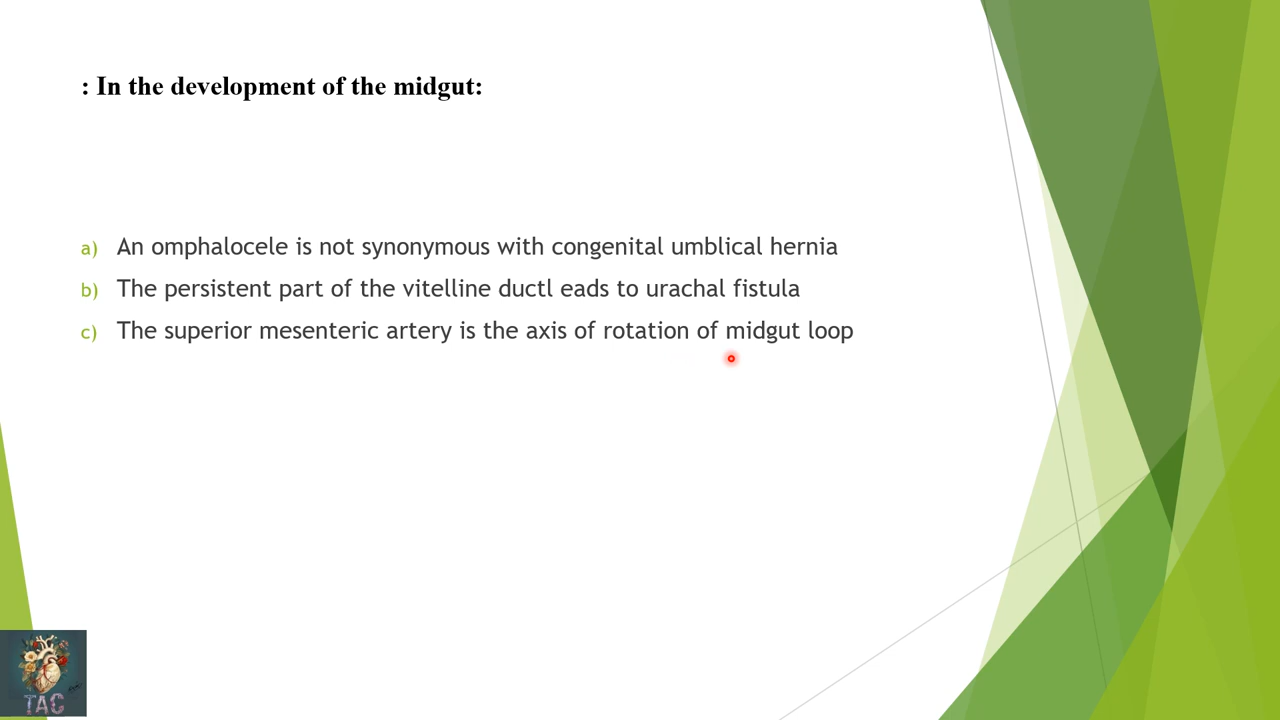 : In the development of the midgut:
a) An omphalocele is not synonymous with congenital umblical hernia
b) The persistent part of the vitelline ductl eads to urachal fistula
c) The superior mesenteric artery is the axis of rotation of midgut loop
TAC